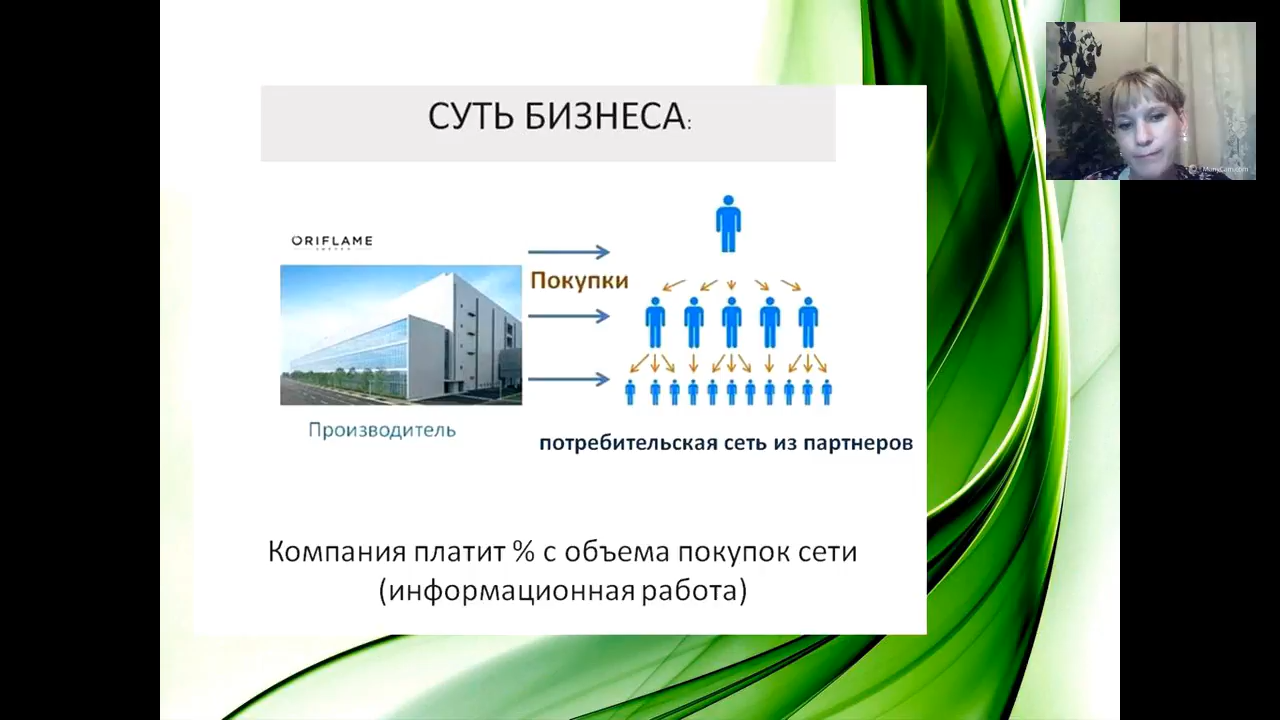 СУТЬ БИЗНЕСА:
ORIFLAME
Покупки
Производитель
потребительская сеть из партнеров
Компания платит % с объема покупок сети
(информационная работа)